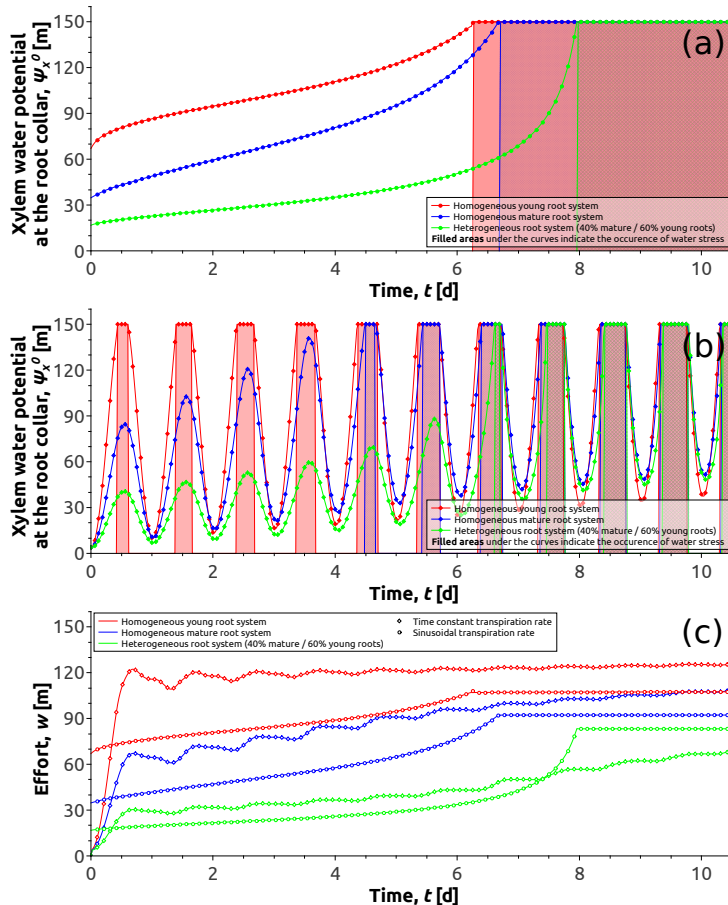 (a)
Xylem water potential
at the root collar, Ψx0 [m]
150
120
90
60
30
0
Homogeneous young root system
Homogeneous mature root system
Heterogeneous root system (40% mature / 60% young roots)
Filled areas under the curves indicate the occurence of water stress
0 2 4 6 8 10
Time, t [d]
(b)
Xylem water potential
at the root collar, Ψx0 [m]
150
120
90
60
30
0
Homogeneous young root system
Homogeneous mature root system
Heterogeneous root system (40% mature / 60% young roots)
Filled areas under the curves indicate the occurence of water stress
0 2 4 6 8 10
Time, t [d]
(c)
Effort, w [m]
150
120
90
60
30
0
Homogeneous young root system
Homogeneous mature root system
Heterogeneous root system (40% mature / 60% young roots)
Time constant transpiration rate
Sinusoidal transpiration rate
0 2 4 6 8 10
Time, t [d]